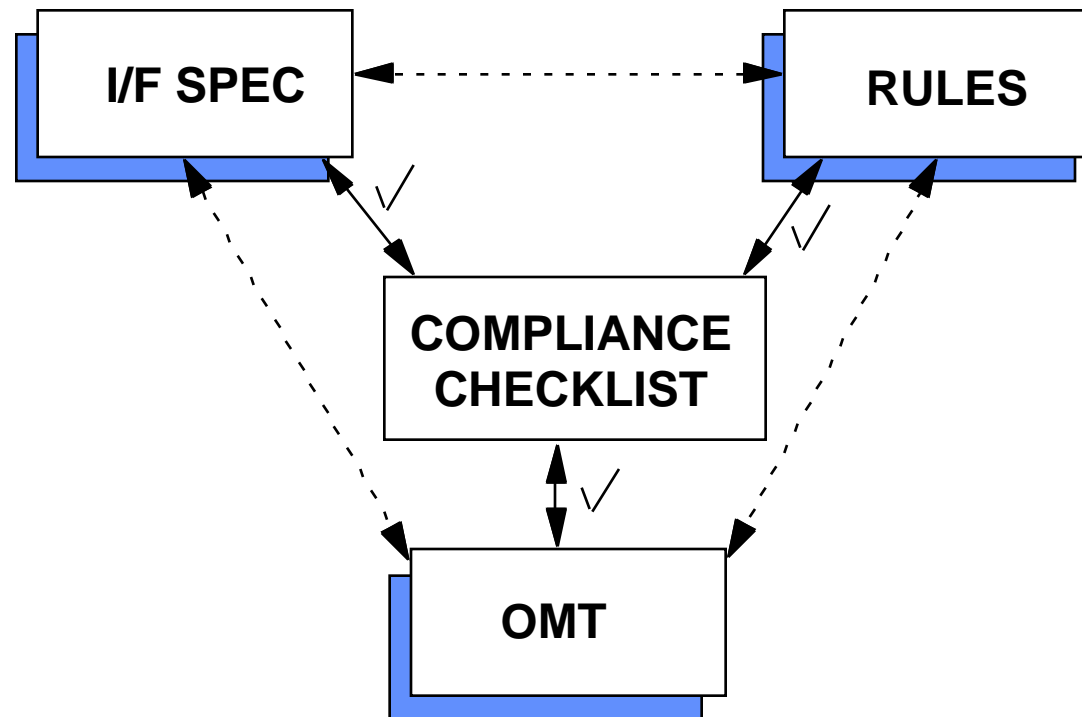 I/F SPEC
RULES
COMPLIANCE
CHECKLIST
OMT